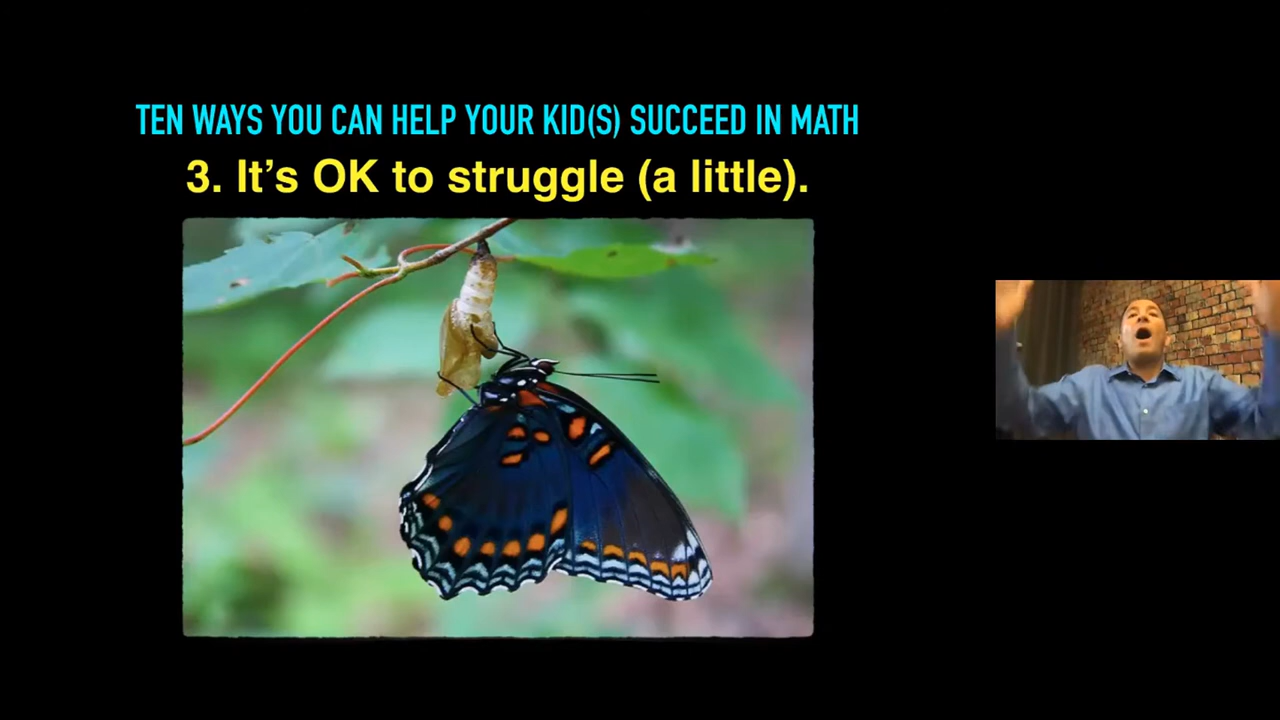 TEN WAYS YOU CAN HELP YOUR KID(S) SUCCEED IN MATH
3. It’s OK to struggle (a little).